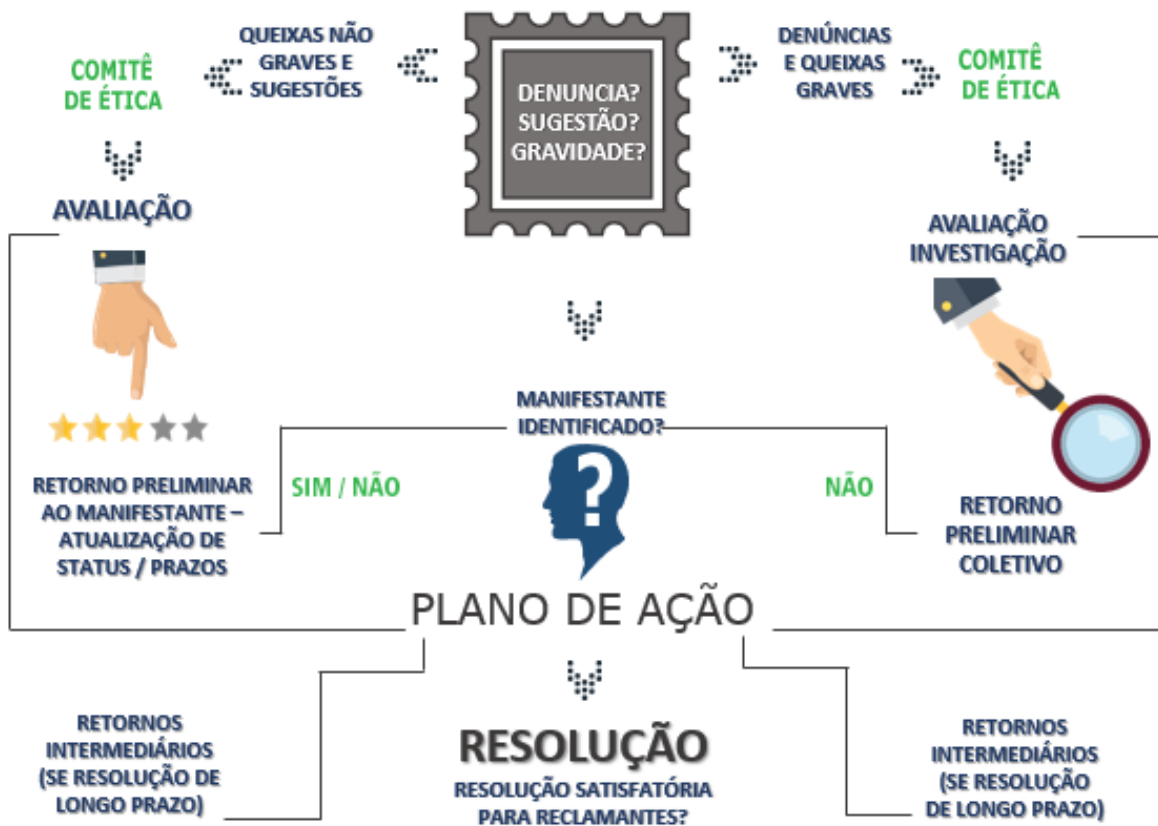 QUEIXAS NÃO
GRAVES E
SUGESTÕES
COMITÊ
DE ÉTICA
DENUNCIA?
SUGESTÃO?
GRAVIDADE?
DENÚNCIAS
E QUEIXAS
GRAVES
COMITÊ
DE ÉTICA
AVALIAÇÃO
AVALIAÇÃO
INVESTIGAÇÃO
MANIFESTANTE
IDENTIFICADO?
SIM / NÃO
NÃO
RETORNO PRELIMINAR
AO MANIFESTANTE –
ATUALIZAÇÃO DE
STATUS / PRAZOS
RETORNO
PRELIMINAR
COLETIVO
PLANO DE AÇÃO
RETORNOS
INTERMEDIÁRIOS
(SE RESOLUÇÃO DE
LONGO PRAZO)
RESOLUÇÃO
RESOLUÇÃO SATISFATÓRIA
PARA RECLAMANTES?
RETORNOS
INTERMEDIÁRIOS
(SE RESOLUÇÃO
DE LONGO PRAZO)